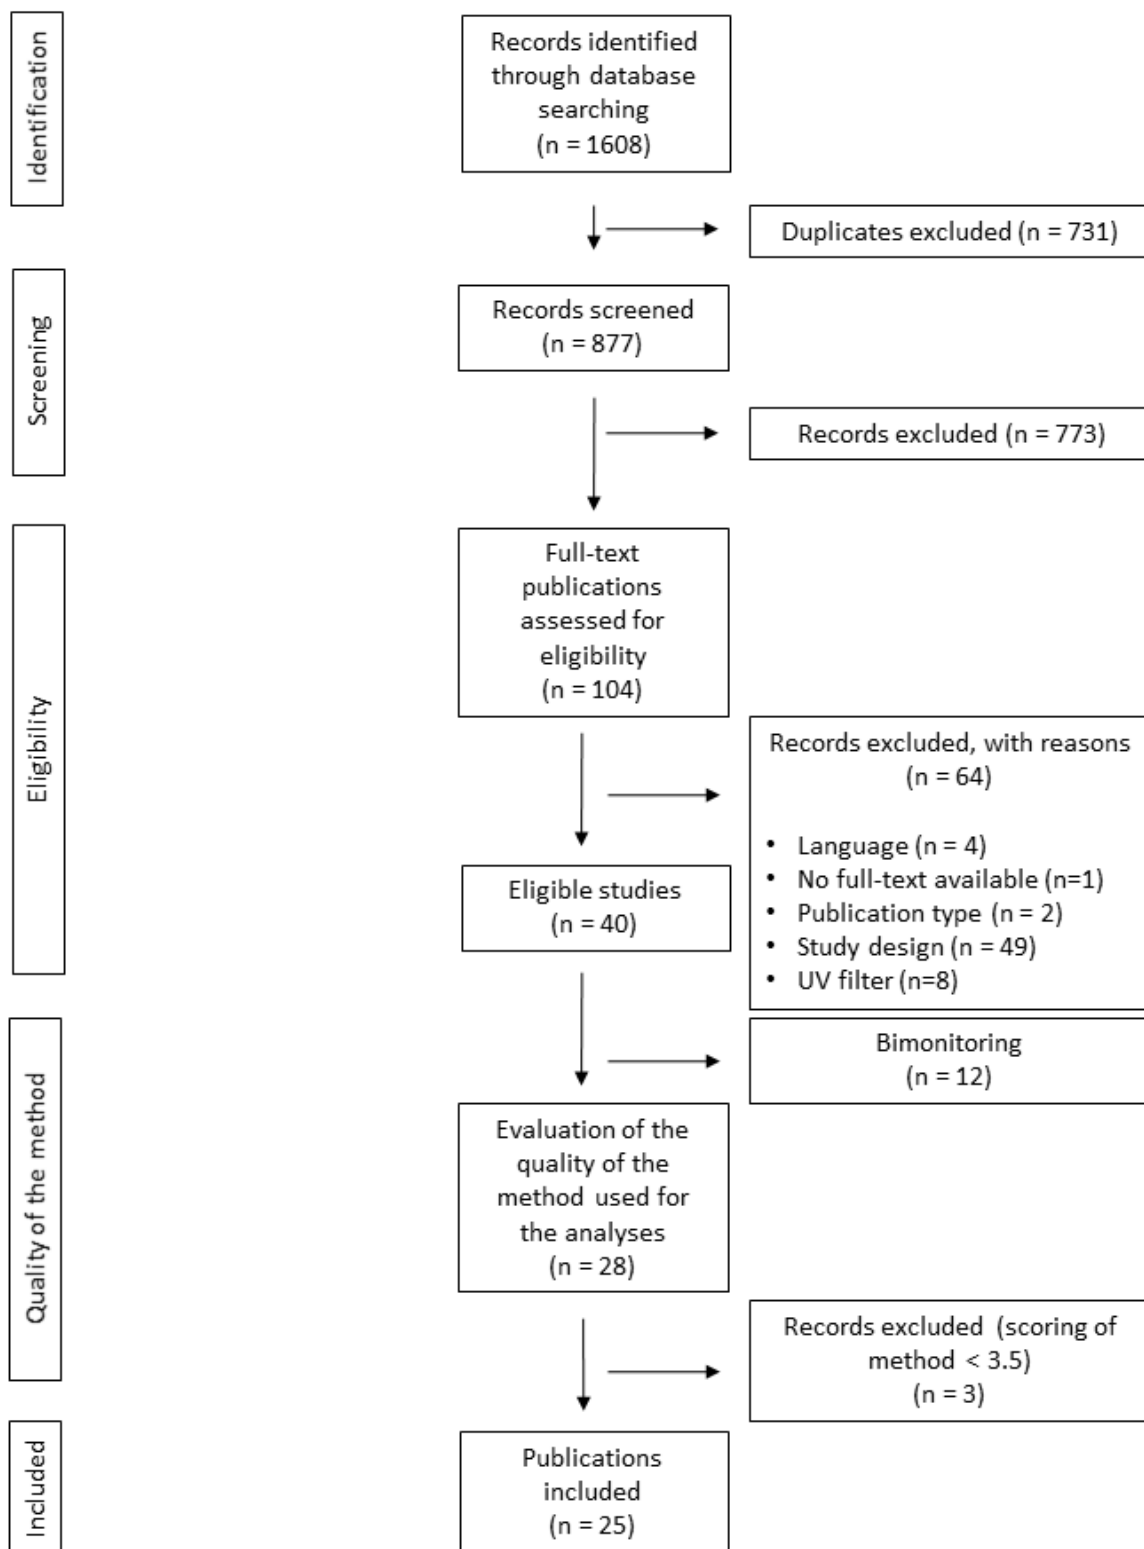 Identification
Records identified
through database
searching
(n = 1608)
Duplicates excluded (n = 731)
Screening
Records screened
(n = 877)
Records excluded (n = 773)
Eligibility
Full-text
publications
assessed for
eligibility
(n = 104)
Records excluded, with reasons
(n = 64)
• Language (n = 4)
• No full-text available (n=1)
• Publication type (n = 2)
• Study design (n = 49)
• UV filter (n=8)
Eligible studies
(n = 40)
Quality of the method
Bimonitoring
(n = 12)
Evaluation of the
quality of the
method used for
the analyses
(n = 28)
Records excluded (scoring of
method < 3.5)
(n = 3)
Included
Publications
included
(n = 25)